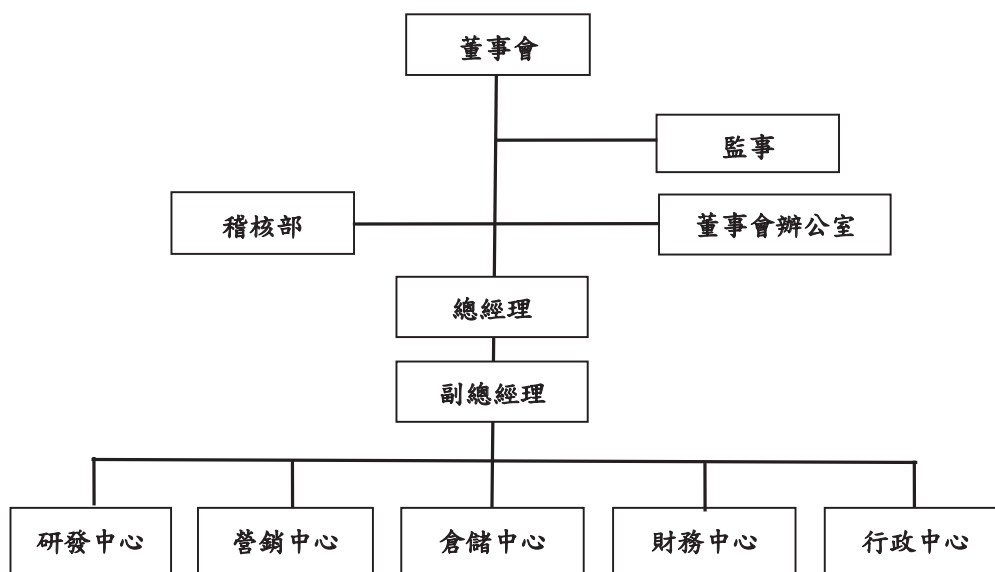 董事會
監事
稽核部
董事會辦公室
總經理
副總經理
研發中心
營銷中心
倉儲中心
財務中心
行政中心